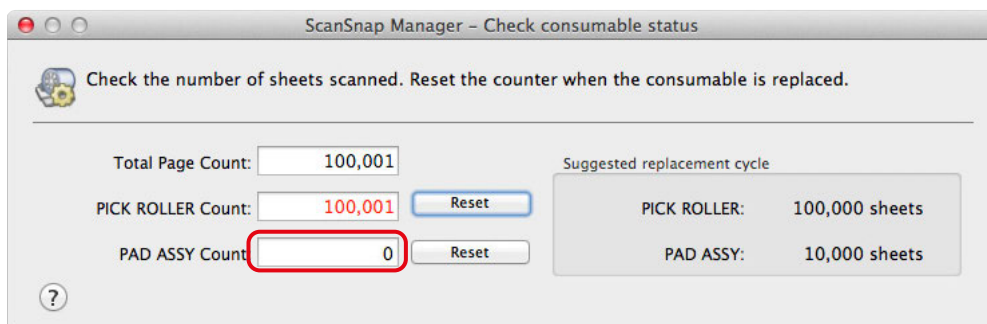 ScanSnap Manager – Check consumable status
Check the number of sheets scanned. Reset the counter when the consumable is replaced.
Total Page Count: 100,001
Suggested replacement cycle
PICK ROLLER Count: 100,001 Reset
PICK ROLLER: 100,000 sheets
PAD ASSY Count 0 Reset
PAD ASSY: 10,000 sheets
?